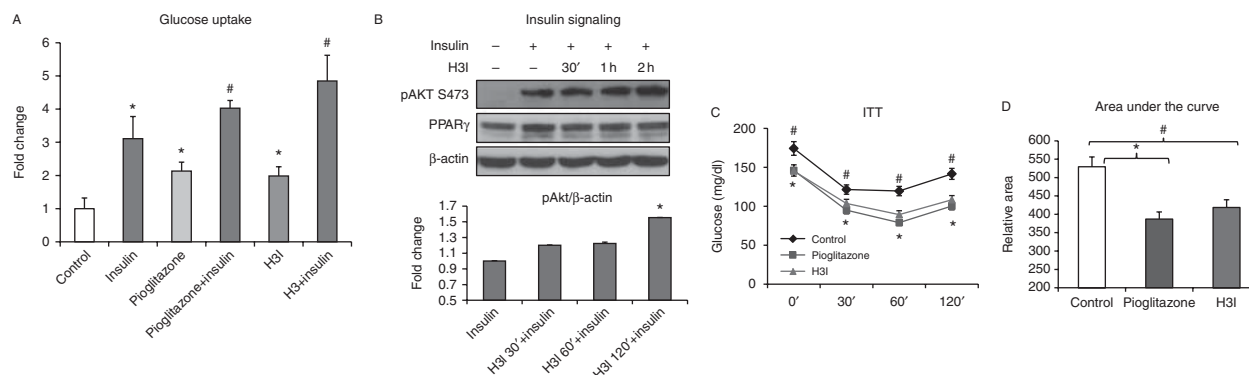 A
Glucose uptake
Fold change
6
5
4
3
2
1
0
*
*
#
*
#
Control
Insulin
Pioglitazone
Pioglitazone+insulin
H3I
H3+insulin
B
Insulin signaling
Insulin – + + + +
H3I – 30′ 1 h 2 h
pAKT S473
PPARγ
β-actin
pAkt/β-actin
Fold change
1.7
1.5
1.3
1.1
0.9
0.7
0.5
*
Insulin
H3I 30′+insulin
H3I 60′+insulin
H3I 120′+insulin
C
ITT
Glucose (mg/dl)
200
150
100
50
0
# # # #
* * * *
Control
Pioglitazone
H3I
0′ 30′ 60′ 120′
D
Area under the curve
Relative area
600
550
500
450
400
350
300
250
200
#
*
Control Pioglitazone H3I